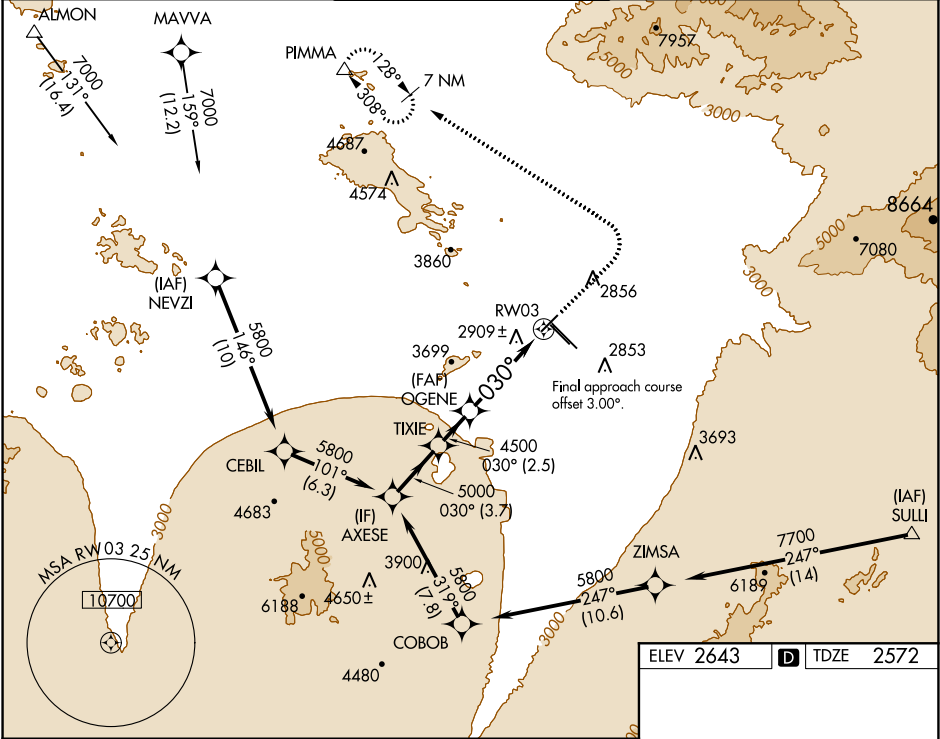 ALMON
7000
131°
(16.4)
MAVVA
7000
159°
(12.2)
PIMMA
128°
308°
7 NM
7957
5000
3000
4687
4574
3860
8664
5000
7080
3000
(IAF)
NEVZI
5800
146°
(10)
2856
RW03
2909 ±
2853
3699
Final approach course
offset 3.00°.
(FAF)
OGENE
030°
TIXIE
4500
030° (2.5)
5000
030° (3.7)
CEBIL
5800
101°
(6.3)
4683
(IF)
AXESE
3693
(IAF)
SULLI
7700
247°
(14)
6189
ZIMSA
5800
247°
(10.6)
3000
5000
6188
4650 ±
3900
5800
319°
(7.8)
COBOB
4480
3000
MSA RW 03 25 NM
10700
3000
ELEV 2643 D TDZE 2572